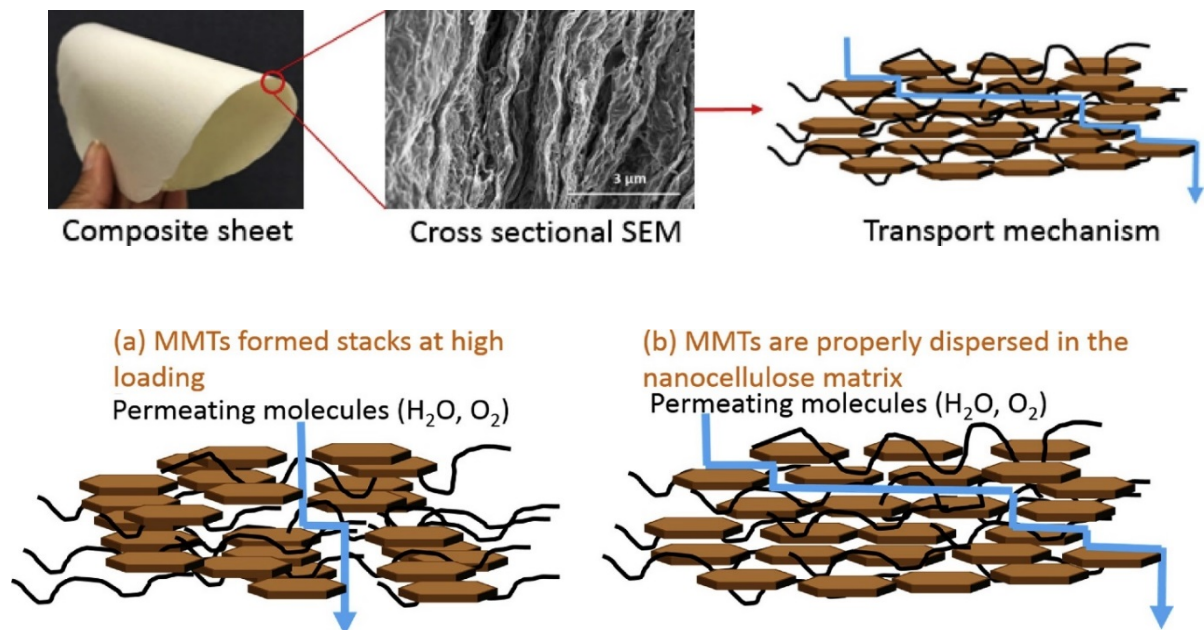 3 μm
Composite sheet
Cross sectional SEM
Transport mechanism
(a) MMTs formed stacks at high
loading
Permeating molecules (H₂O, O₂)
(b) MMTs are properly dispersed in the
nanocellulose matrix
Permeating molecules (H₂O, O₂)